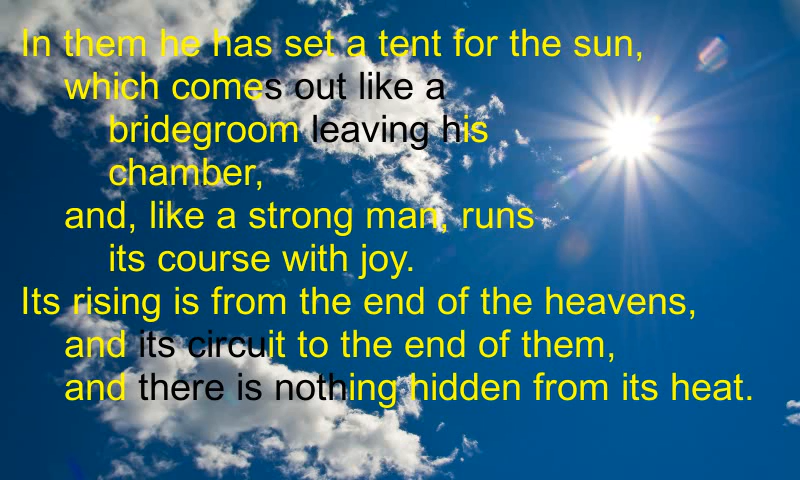 In them he has set a tent for the sun,
which comes out like a
bridegroom leaving his
chamber,
and, like a strong man, runs
its course with joy.
Its rising is from the end of the heavens,
and its circuit to the end of them,
and there is nothing hidden from its heat.